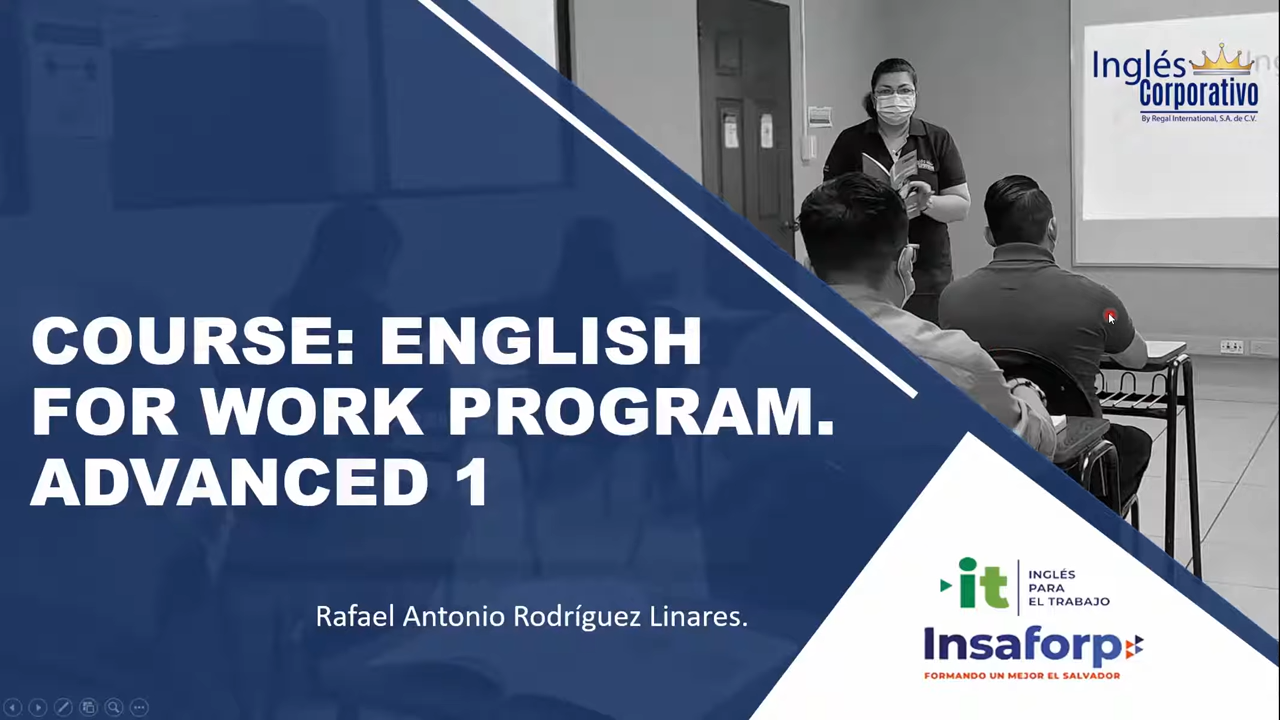 Inglés
Corporativo
By Regal International, S.A. de C.V.
COURSE: ENGLISH
FOR WORK PROGRAM.
ADVANCED 1
Rafael Antonio Rodríguez Linares.
it
INGLÉS
PARA
EL TRABAJO
Insaforp
FORMANDO UN MEJOR EL SALVADOR